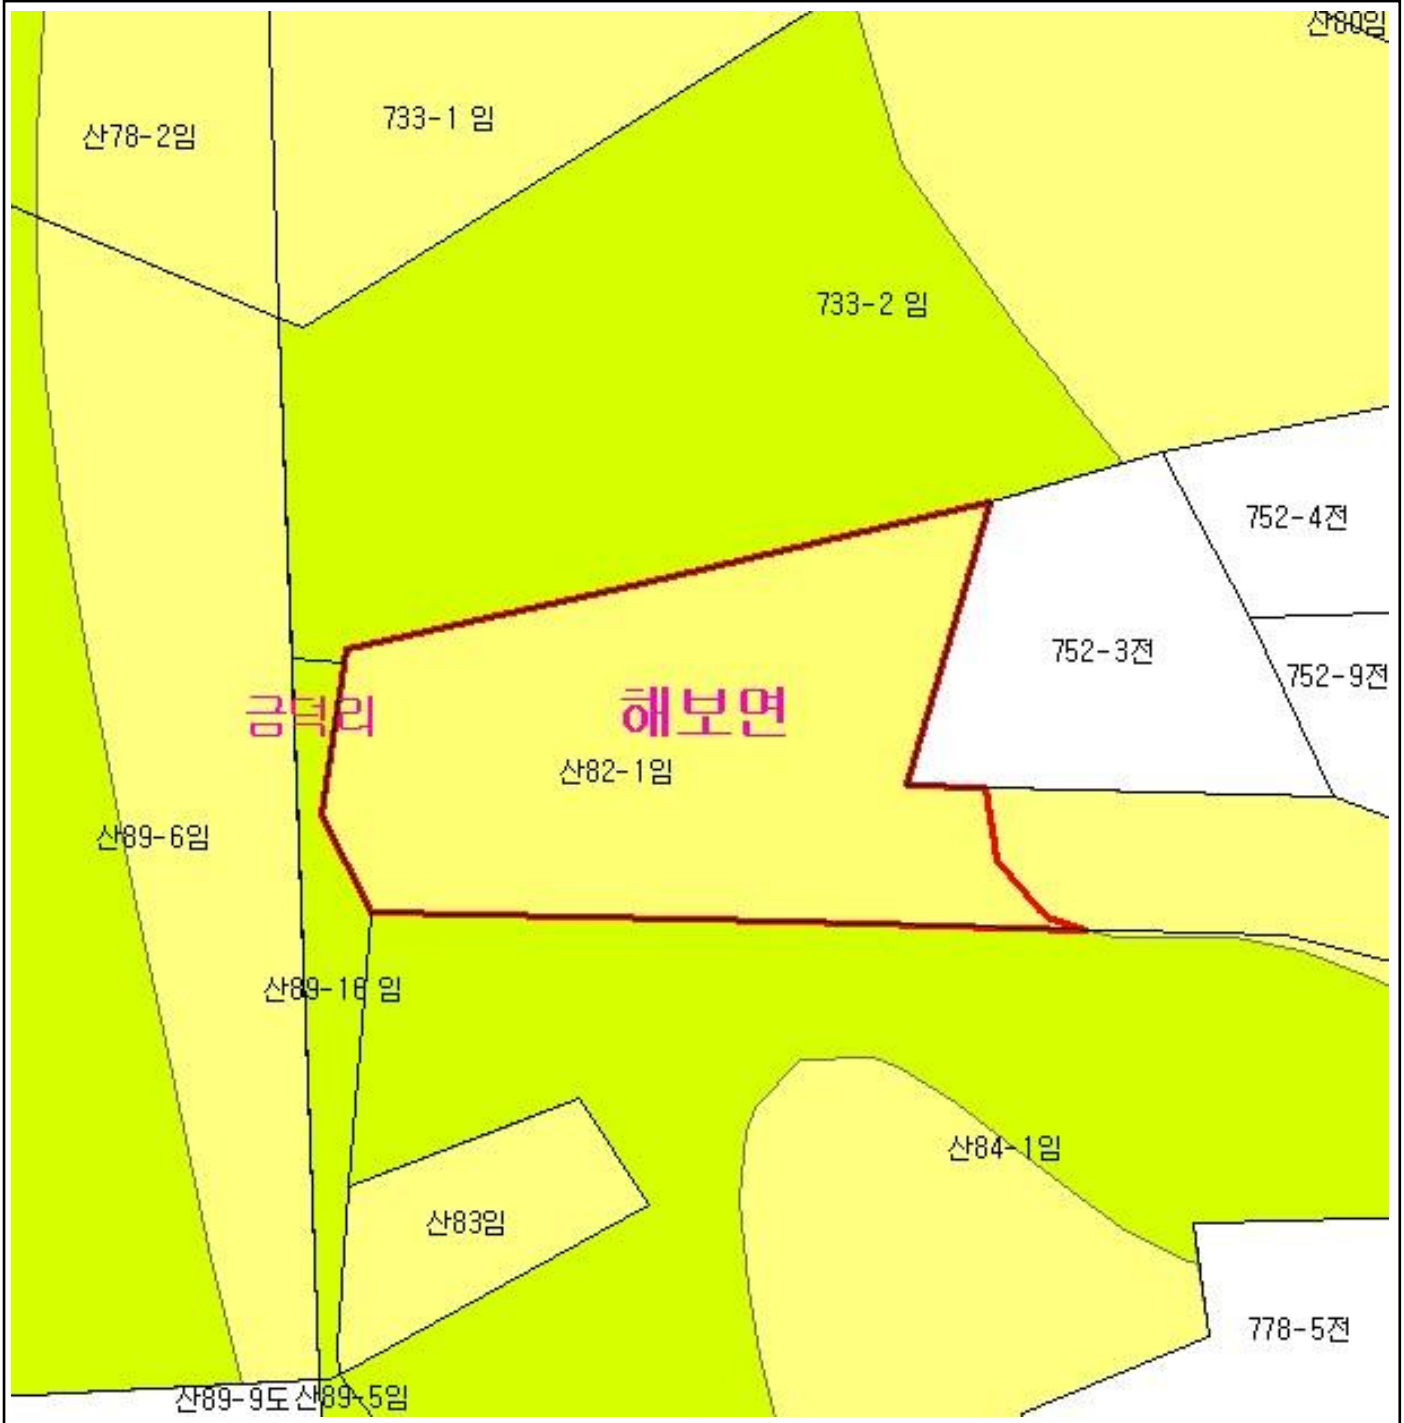 산80임
산78-2임
733-1 임
733-2 임
752-4전
752-3전
752-9전
금덕리
해보면
산82-1임
산89-6임
산89-16 임
산84-1임
산83임
778-5전
산89-9도
산89-5임